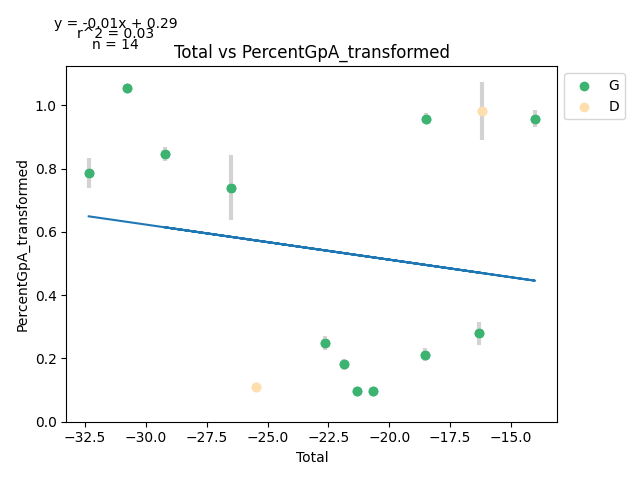 y = -0.01x + 0.29
r^2 = 0.03
n = 14
Total vs PercentGpA_transformed
G
D
PercentGpA_transformed
1.0
0.8
0.6
0.4
0.2
0.0
−32.5 −30.0 −27.5 −25.0 −22.5 −20.0 −17.5 −15.0
Total